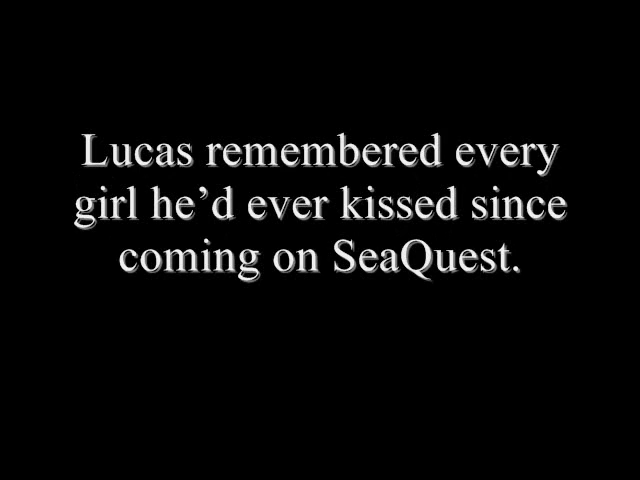 Lucas remembered every
girl he’d ever kissed since
coming on SeaQuest.